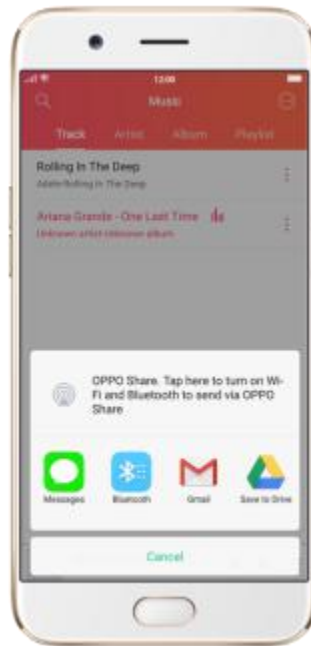 12:00
Music
Track Artist Album Playlist
Rolling In The Deep
Adele-Rolling In The Deep
Ariana Grande - One Last Time
Unknown artist-Unknown album
OPPO Share. Tap here to turn on Wi-
Fi and Bluetooth to send via OPPO
Share
Messages Bluetooth Gmail Save to Drive
Cancel